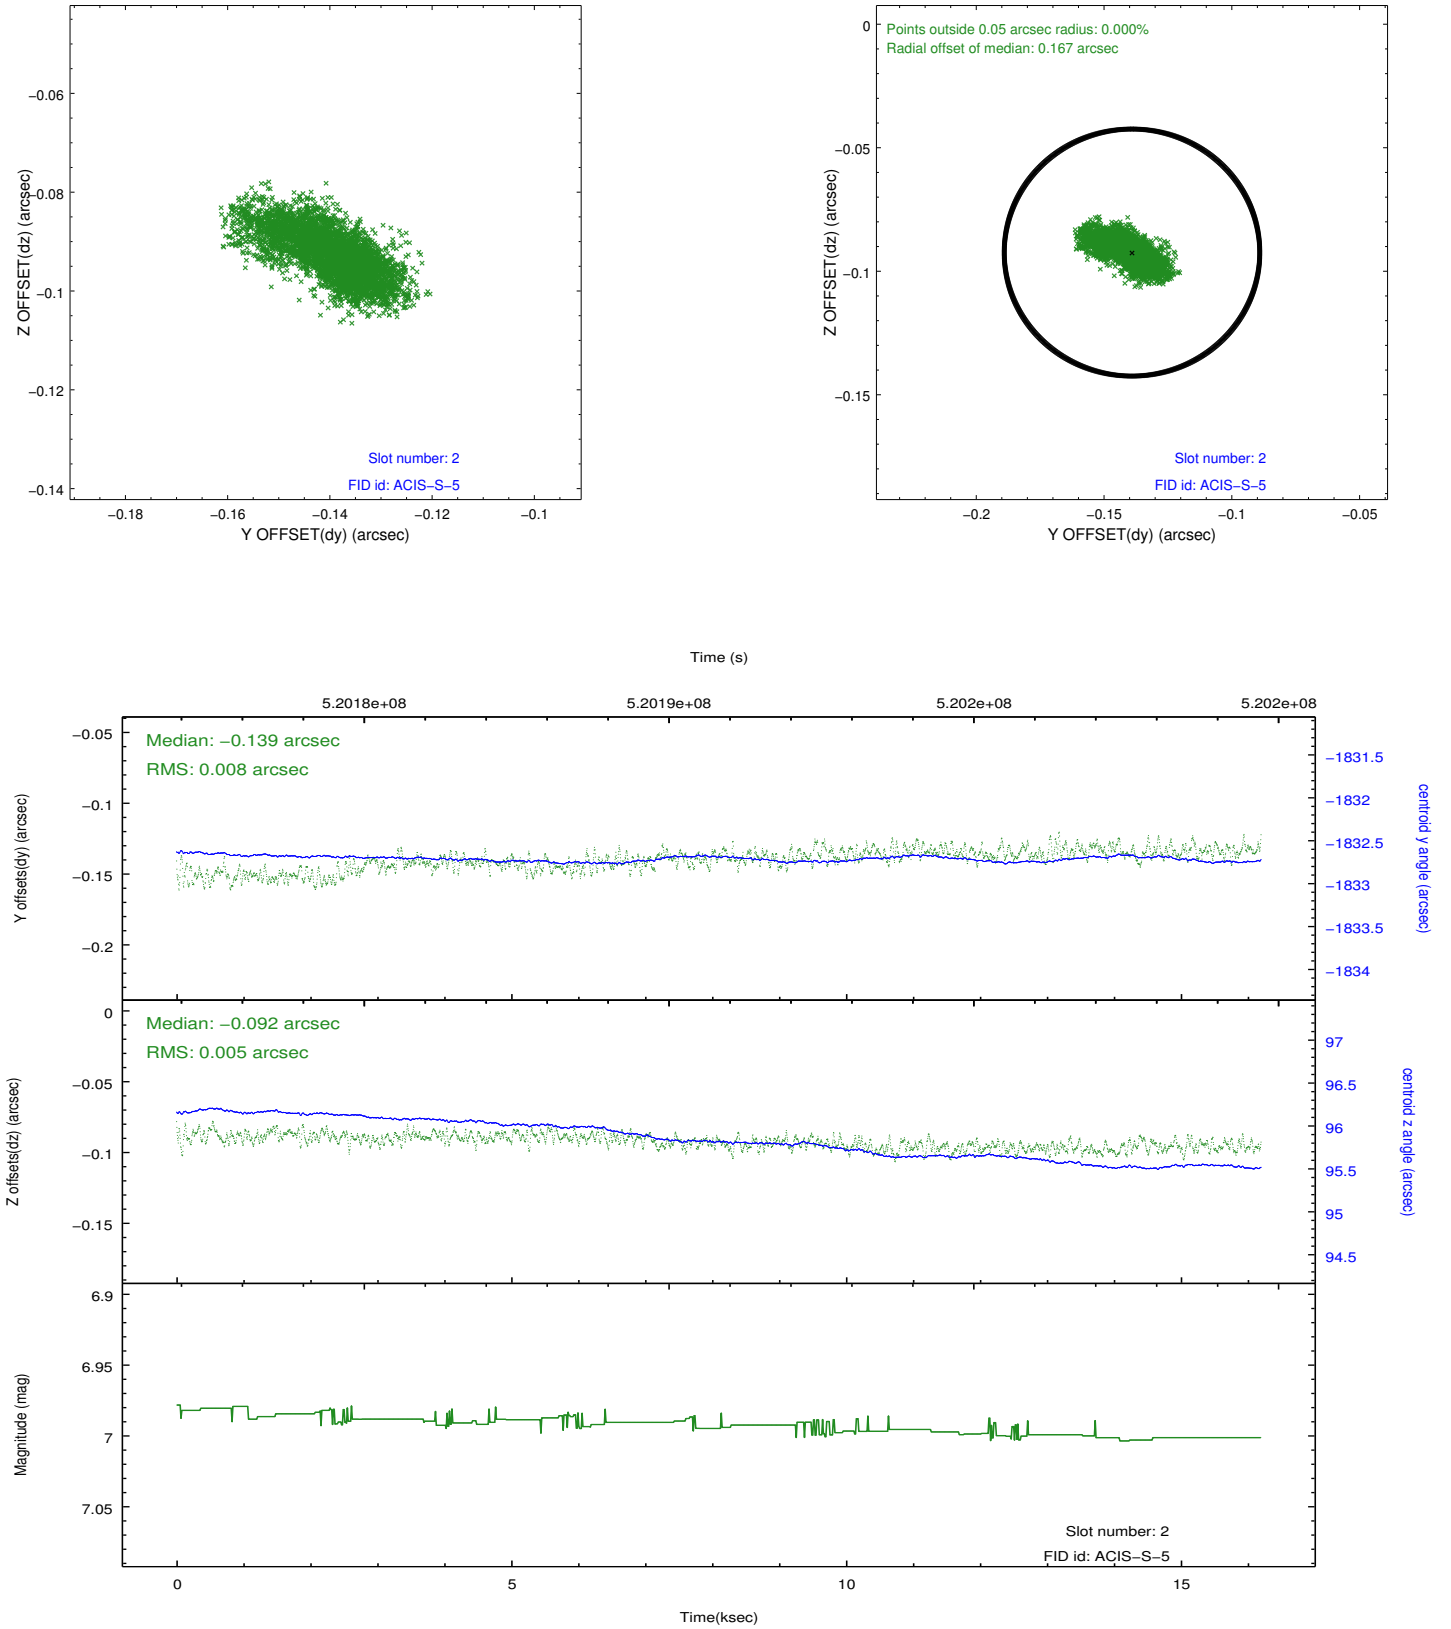 −0.06
−0.08
−0.1
−0.12
−0.14
Z OFFSET(dz) (arcsec)
Slot number: 2
FID id: ACIS−S−5
−0.18
−0.16
−0.14
−0.12
−0.1
Y OFFSET(dy) (arcsec)
Points outside 0.05 arcsec radius: 0.000%
Radial offset of median: 0.167 arcsec
0
−0.05
−0.1
−0.15
Z OFFSET(dz) (arcsec)
Slot number: 2
FID id: ACIS−S−5
−0.2
−0.15
−0.1
−0.05
Y OFFSET(dy) (arcsec)
Time (s)
5.2018e+08
5.2019e+08
5.202e+08
5.202e+08
Median: −0.139 arcsec
RMS: 0.008 arcsec
−0.05
−0.1
−0.15
−0.2
Y offsets(dy) (arcsec)
−1831.5
−1832
−1832.5
−1833
−1833.5
−1834
centroid y angle (arcsec)
Median: −0.092 arcsec
RMS: 0.005 arcsec
0
−0.05
−0.1
−0.15
Z offsets(dz) (arcsec)
97
96.5
96
95.5
95
94.5
centroid z angle (arcsec)
6.9
6.95
7
7.05
Magnitude (mag)
Slot number: 2
FID id: ACIS−S−5
0
5
10
15
Time(ksec)